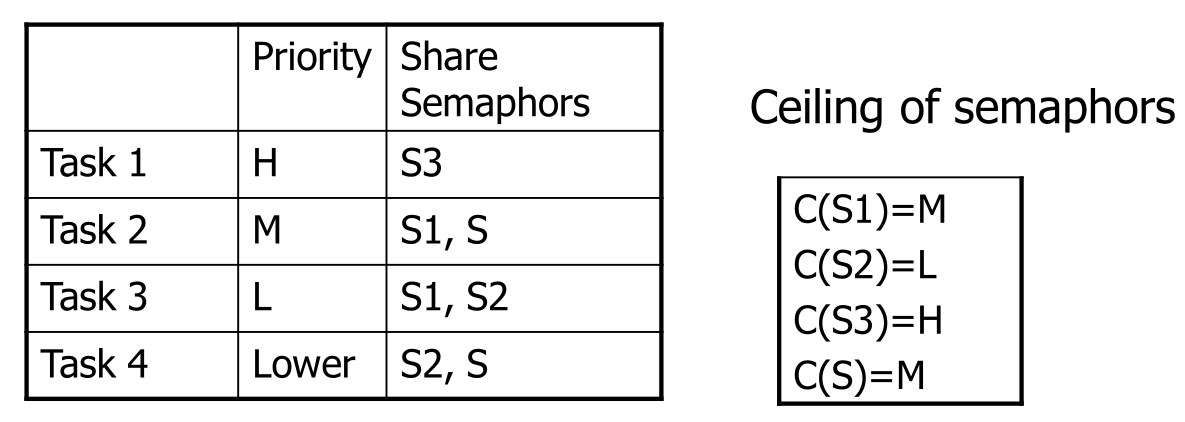 Priority Share
Semaphors
Ceiling of semaphors
Task 1 H S3
Task 2 M S1, S
Task 3 L S1, S2
Task 4 Lower S2, S
C(S1)=M
C(S2)=L
C(S3)=H
C(S)=M